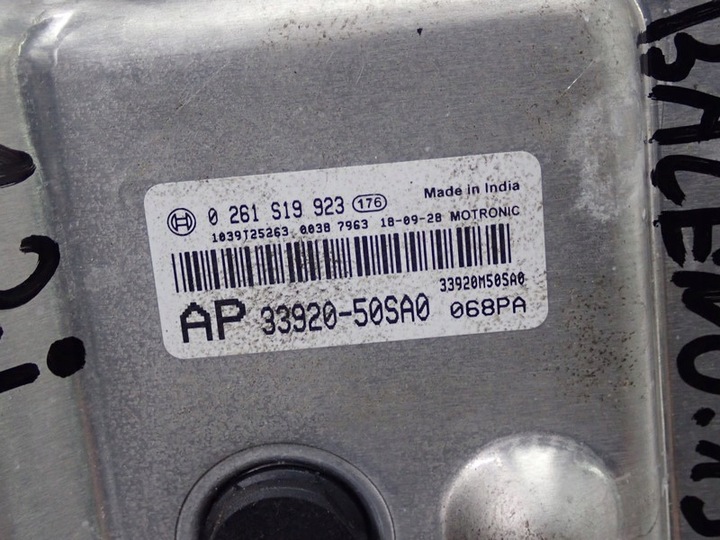 0 261 S19 923 176 Made in India
1039T25263 0038 7963 18-09-28 MOTRONIC
33920M50SA0
AP 33920-50SA0 068PA
BALENO